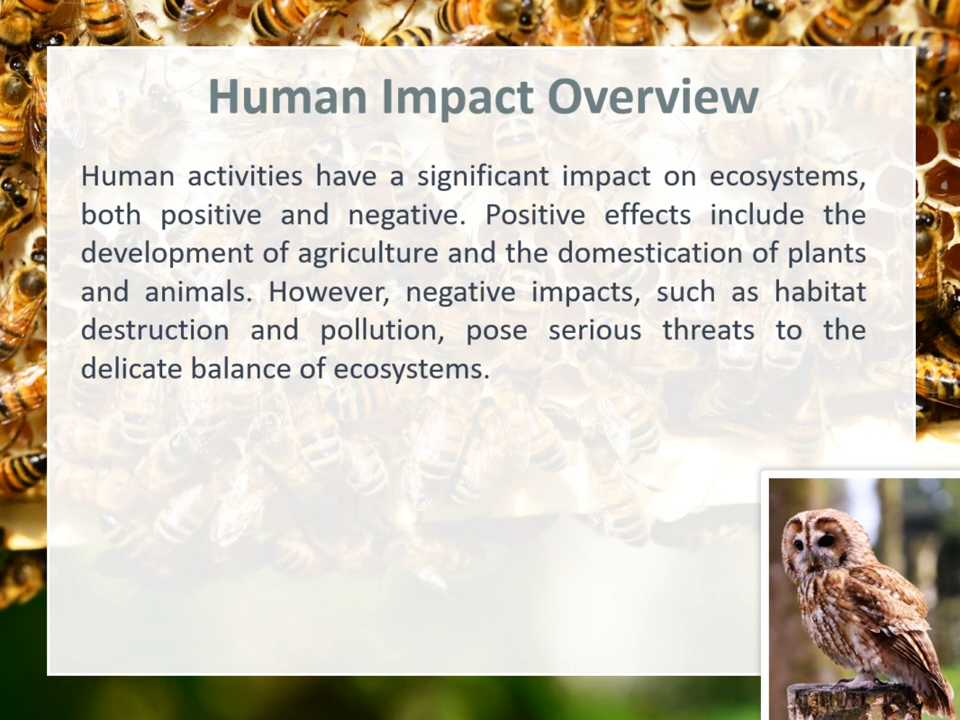 Human Impact Overview
Human activities have a significant impact on ecosystems,
both positive and negative. Positive effects include the
development of agriculture and the domestication of plants
and animals. However, negative impacts, such as habitat
destruction and pollution, pose serious threats to the
delicate balance of ecosystems.